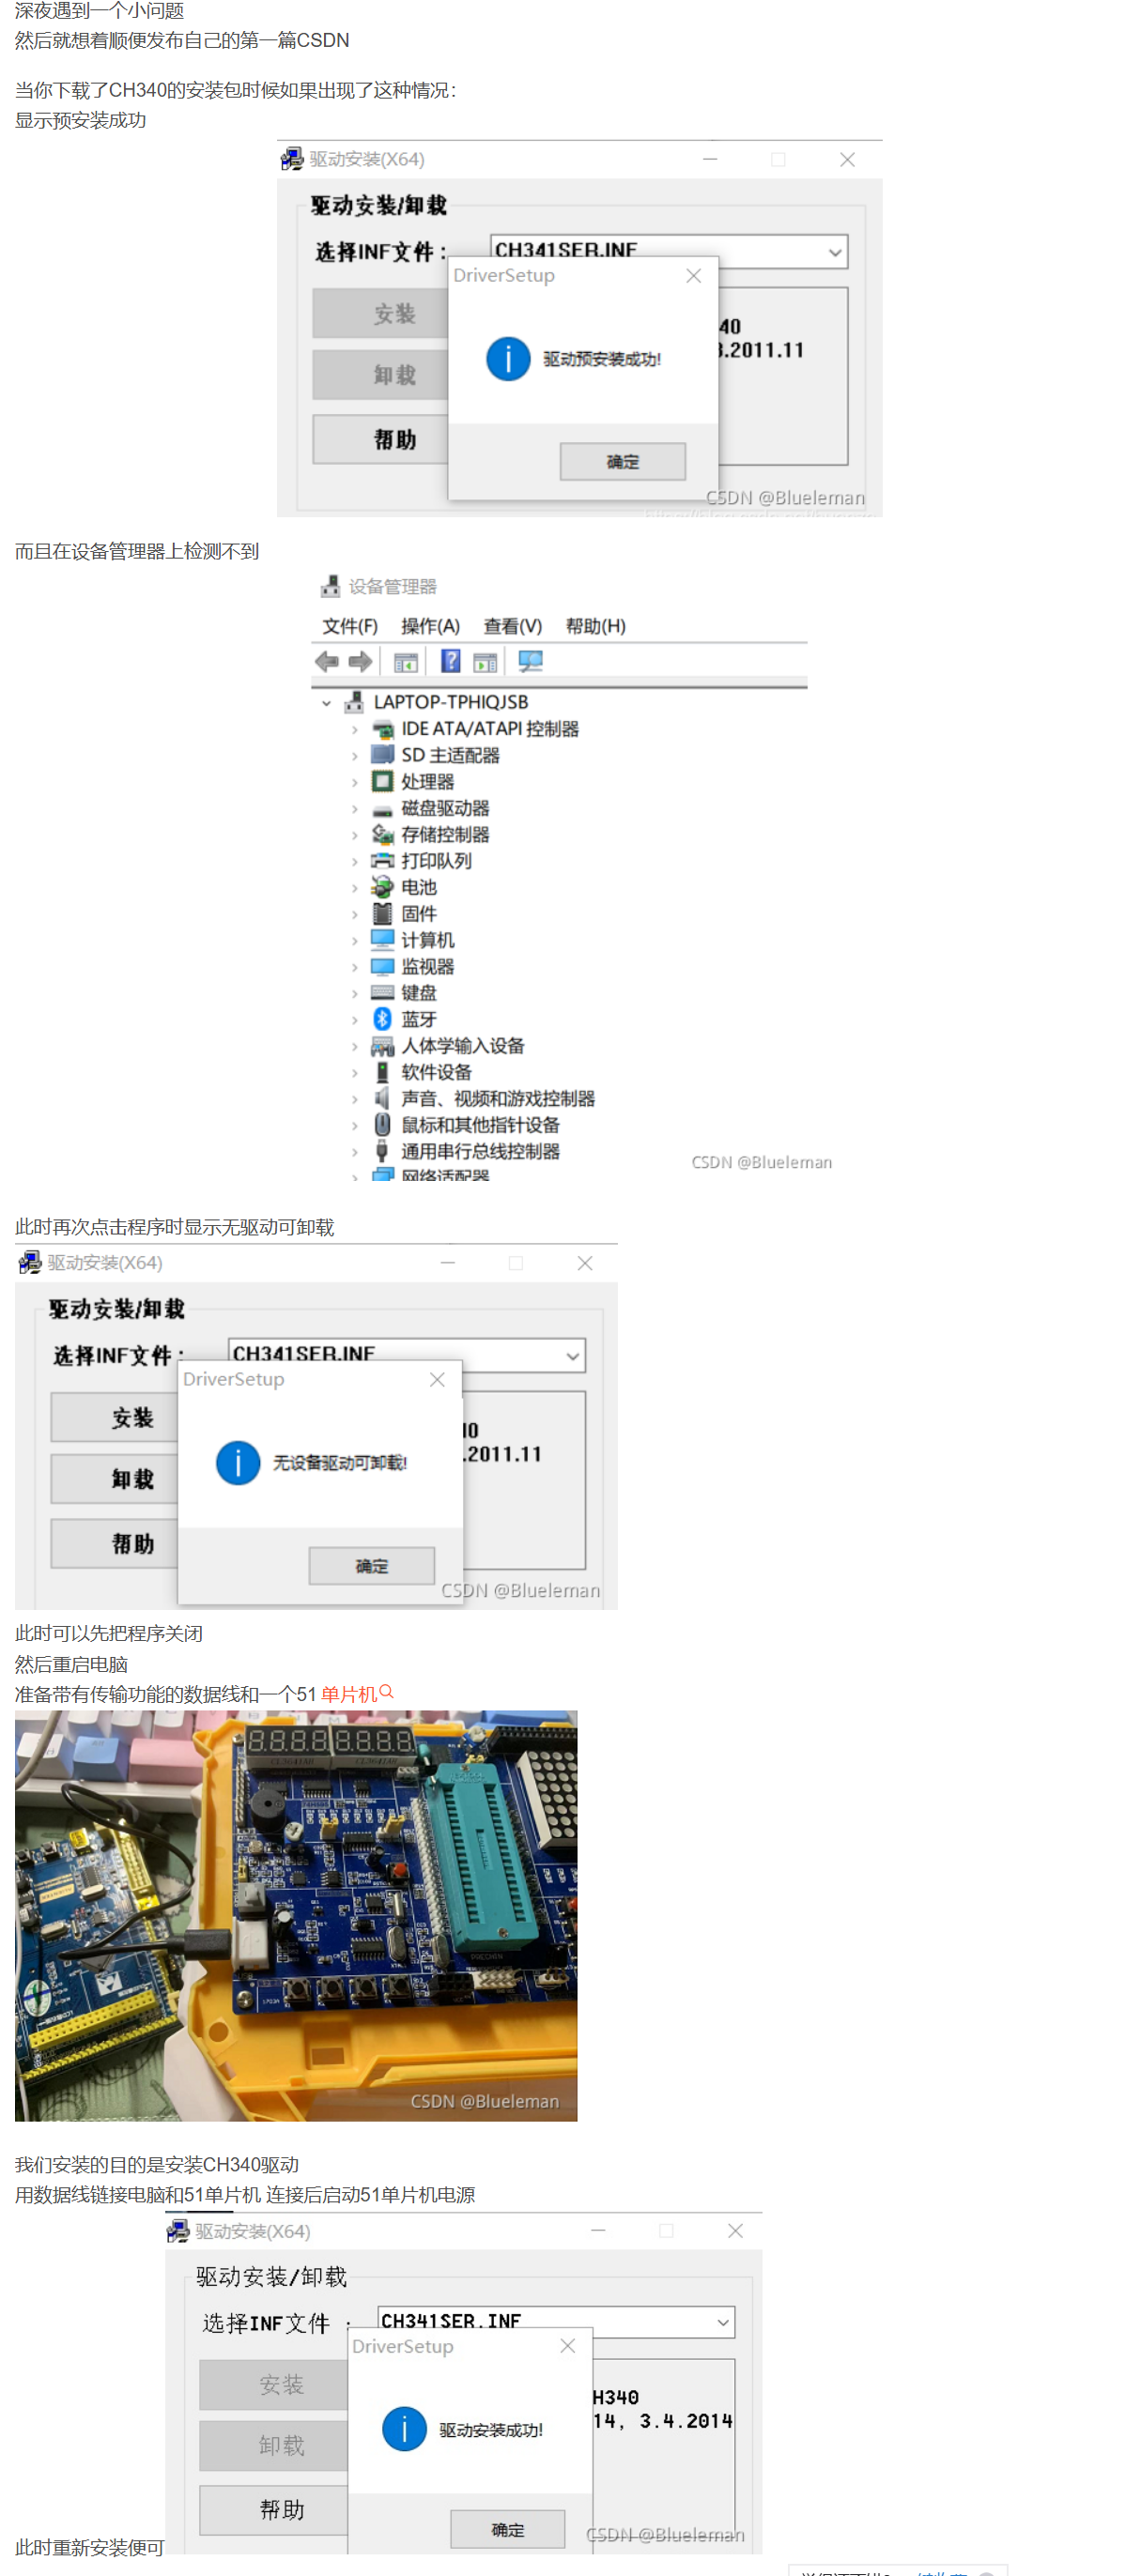 深夜遇到一个小问题
然后就想着顺便发布自己的第一篇CSDN
当你下载了CH340的安装包时候如果出现了这种情况:
显示预安装成功
驱动安装(X64)
驱动安装/卸载
选择INF文件:
CH341SER.INF
DriverSetup
安装
40
.2011.11
驱动预安装成功!
卸载
帮助
确定
CSDN @Blueleman
而且在设备管理器上检测不到
设备管理器
文件(F) 操作(A) 查看(V) 帮助(H)
LAPTOP-TPHIQJSB
IDE ATA/ATAPI 控制器
SD 主适配器
处理器
磁盘驱动器
存储控制器
打印队列
电池
固件
计算机
监视器
键盘
蓝牙
人体学输入设备
软件设备
声音、视频和游戏控制器
鼠标和其他指针设备
通用串行总线控制器
网络适配器
CSDN @Blueleman
此时再次点击程序时显示无驱动可卸载
驱动安装(X64)
驱动安装/卸载
选择INF文件:
CH341SER.INF
DriverSetup
安装
.2011.11
无设备驱动可卸载!
卸载
帮助
确定
CSDN @Blueleman
此时可以先把程序关闭
然后重启电脑
准备带有传输功能的数据线和一个51 单片机
CSDN @Blueleman
我们安装的目的是安装CH340驱动
用数据线链接电脑和51单片机 连接后启动51单片机电源
驱动安装(X64)
驱动安装/卸载
选择INF文件 :
CH341SER.INF
DriverSetup
安装
H340
14, 3.4.2014
驱动安装成功!
卸载
帮助
确定
CSDN @Blueleman
此时重新安装便可